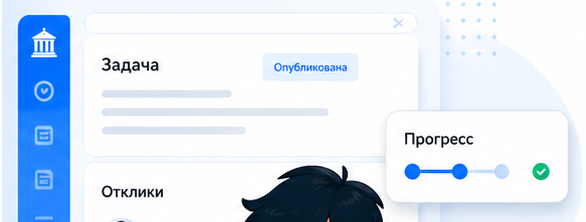 Задача
Опубликована
Прогресс
Отклики